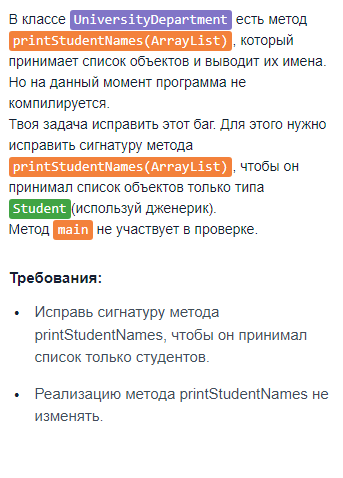 В классе UniversityDepartment есть метод
printStudentNames(ArrayList), который
принимает список объектов и выводит их имена.
Но на данный момент программа не
компилируется.
Твоя задача исправить этот баг. Для этого нужно
исправить сигнатуру метода
printStudentNames(ArrayList), чтобы он
принимал список объектов только типа
Student(используй дженерик).
Метод main не участвует в проверке.
Требования:
• Исправь сигнатуру метода
printStudentNames, чтобы он принимал
список только студентов.
• Реализацию метода printStudentNames не
изменять.